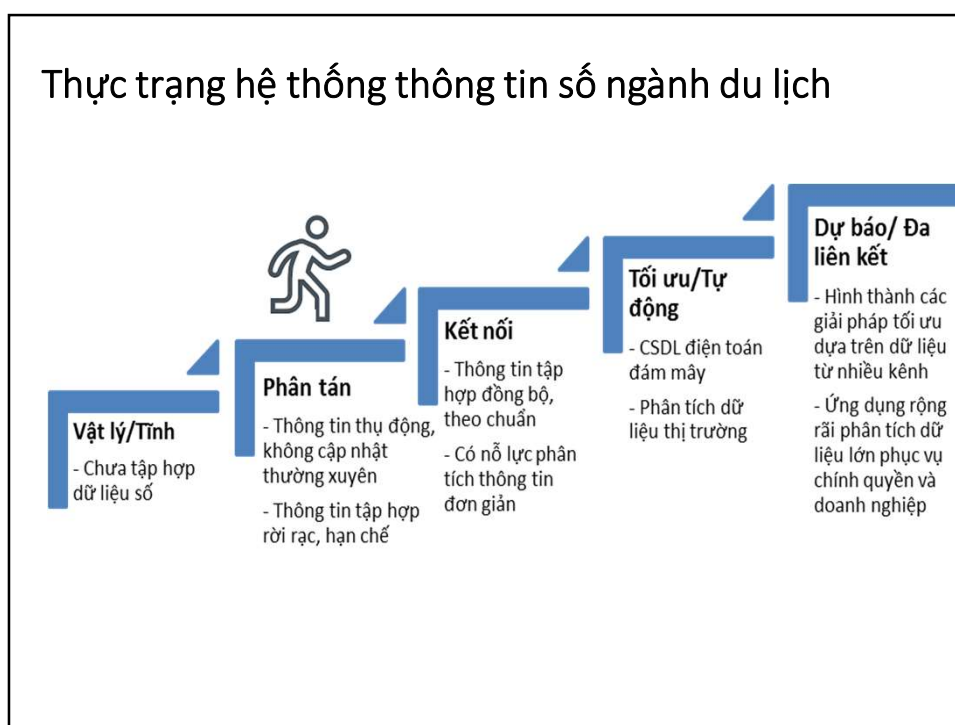 Thực trạng hệ thống thông tin số ngành du lịch
Vật lý/Tĩnh
- Chưa tập hợp
dữ liệu số
Phân tán
- Thông tin thụ động,
không cập nhật
thường xuyên
- Thông tin tập hợp
rời rạc, hạn chế
Kết nối
- Thông tin tập
hợp đồng bộ,
theo chuẩn
- Có nỗ lực phân
tích thông tin
đơn giản
Tối ưu/Tự
động
- CSDL điện toán
đám mây
- Phân tích dữ
liệu thị trường
Dự báo/ Đa
liên kết
- Hình thành các
giải pháp tối ưu
dựa trên dữ liệu
từ nhiều kênh
- Ứng dụng rộng
rãi phân tích dữ
liệu lớn phục vụ
chính quyền và
doanh nghiệp